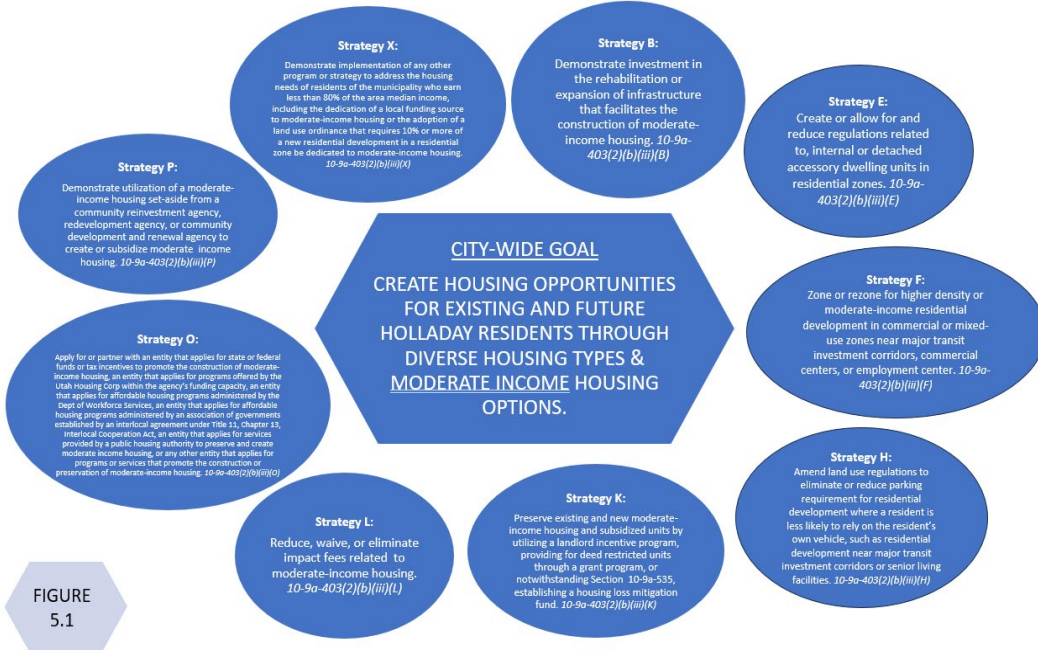 Strategy X:
Demonstrate implementation of any other
program or strategy to address the housing
needs of residents of the municipality who earn
less than 80% of the area median income,
including the dedication of a local funding source
to moderate-income housing or the adoption of a
land use ordinance that requires 10% or more of
a new residential development in a residential
zone be dedicated to moderate-income housing.
10-9a-403(2)(b)(iii)(X)
Strategy B:
Demonstrate investment in
the rehabilitation or
expansion of infrastructure
that facilitates the
construction of moderate-
income housing. 10-9a-
403(2)(b)(iii)(B)
Strategy E:
Create or allow for and
reduce regulations related
to, internal or detached
accessory dwelling units in
residential zones. 10-9a-
403(2)(b)(iii)(E)
Strategy P:
Demonstrate utilization of a moderate-
income housing set-aside from a
community reinvestment agency,
redevelopment agency, or community
development and renewal agency to
create or subsidize moderate income
housing. 10-9a-403(2)(b)(iii)(P)
CITY-WIDE GOAL
CREATE HOUSING OPPORTUNITIES
FOR EXISTING AND FUTURE
HOLLADAY RESIDENTS THROUGH
DIVERSE HOUSING TYPES &
MODERATE INCOME HOUSING
OPTIONS.
Strategy F:
Zone or rezone for higher density or
moderate-income residential
development in commercial or mixed-
use zones near major transit
investment corridors, commercial
centers, or employment center. 10-9a-
403(2)(b)(iii)(F)
Strategy O:
Apply for or partner with an entity that applies for state or federal
funds or tax incentives to promote the construction of moderate-
income housing, an entity that applies for programs offered by the
Utah Housing Corp within the agency's funding capacity, an entity
that applies for affordable housing programs administered by the
Dept of Workforce Services, an entity that applies for affordable
housing programs administered by an association of governments
established by an interlocal agreement under Title 11, Chapter 13,
Interlocal Cooperation Act, an entity that applies for services
provided by a public housing authority to preserve and create
moderate income housing, or any other entity that applies for
programs or services that promote the construction or
preservation of moderate-income housing. 10-9a-403(2)(b)(iii)(O)
Strategy H:
Amend land use regulations to
eliminate or reduce parking
requirement for residential
development where a resident is
less likely to rely on the resident's
own vehicle, such as residential
development near major transit
investment corridors or senior living
facilities. 10-9a-403(2)(b)(iii)(H)
Strategy L:
Reduce, waive, or eliminate
impact fees related to
moderate-income housing.
10-9a-403(2)(b)(iii)(L)
Strategy K:
Preserve existing and new moderate-
income housing and subsidized units by
utilizing a landlord incentive program,
providing for deed restricted units
through a grant program, or
notwithstanding Section 10-9a-535,
establishing a housing loss mitigation
fund. 10-9a-403(2)(b)(iii)(K)
FIGURE
5.1